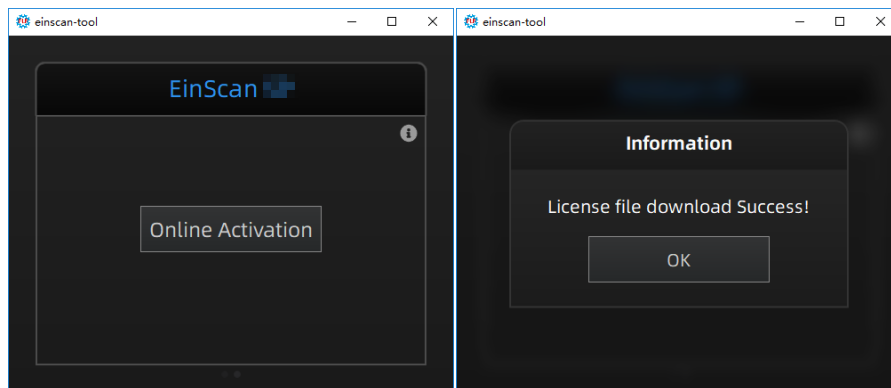 einscan-tool
EinScan
Online Activation
einscan-tool
Information
License file download Success!
OK